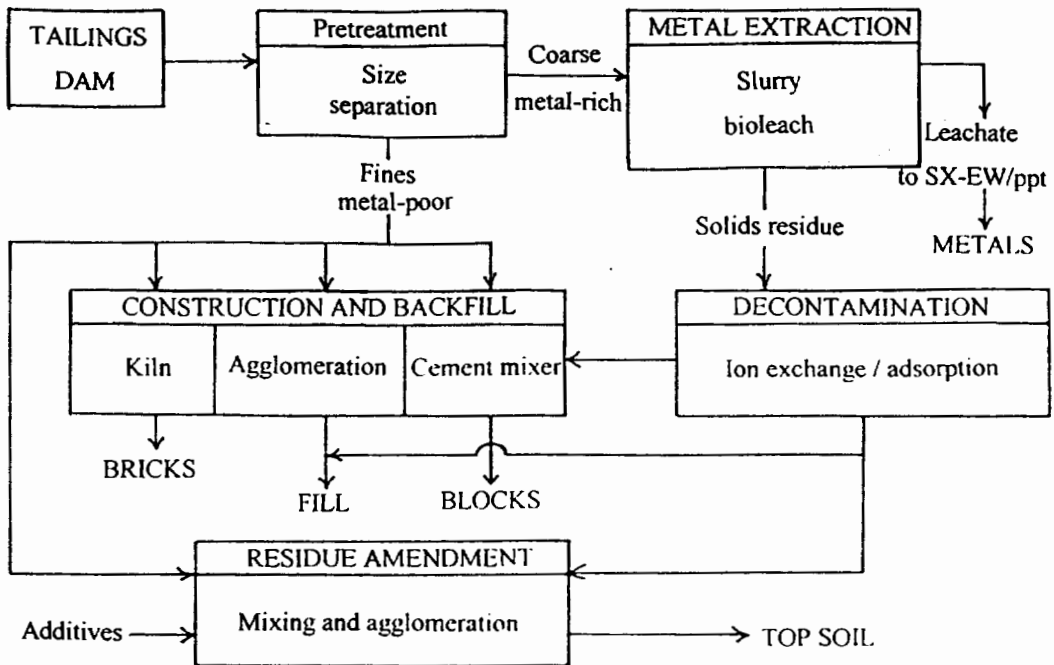 TAILINGS
DAM
Pretreatment
Size
separation
Coarse
metal-rich
METAL EXTRACTION
Slurry
bioleach
Leachate
to SX-EW/ppt
METALS
Fines
metal-poor
Solids residue
CONSTRUCTION AND BACKFILL
Kiln
Agglomeration
Cement mixer
DECONTAMINATION
Ion exchange / adsorption
BRICKS
FILL
BLOCKS
RESIDUE AMENDMENT
Additives
Mixing and agglomeration
TOP SOIL